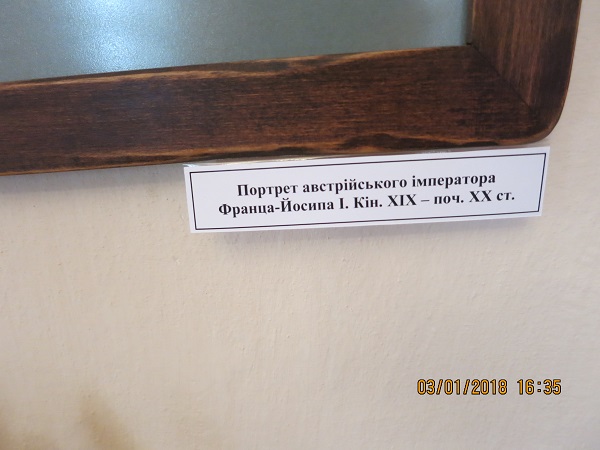 Портрет австрійського імператора
Франца-Йосипа І. Кін. ХІХ – поч. ХХ ст.
03/01/2018 16:35